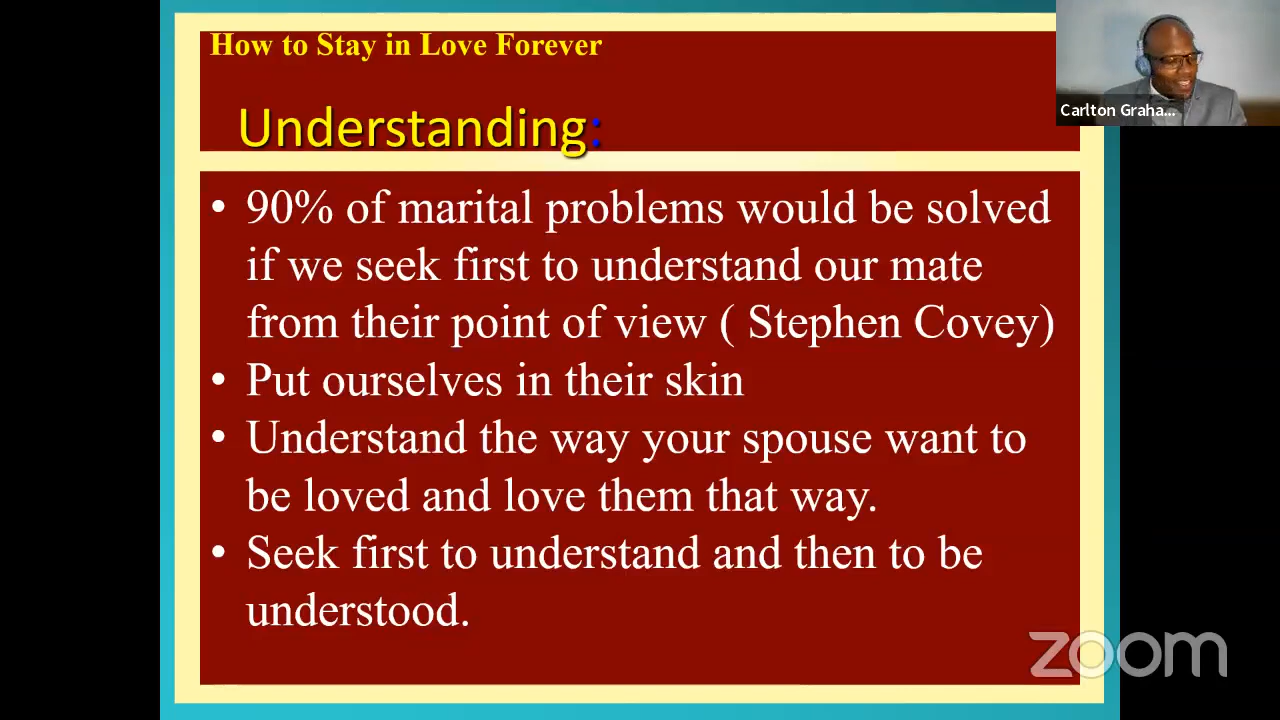 How to Stay in Love Forever
Understanding:
• 90% of marital problems would be solved
if we seek first to understand our mate
from their point of view ( Stephen Covey)
• Put ourselves in their skin
• Understand the way your spouse want to
be loved and love them that way.
• Seek first to understand and then to be
understood.
Carlton Graha...
zoom